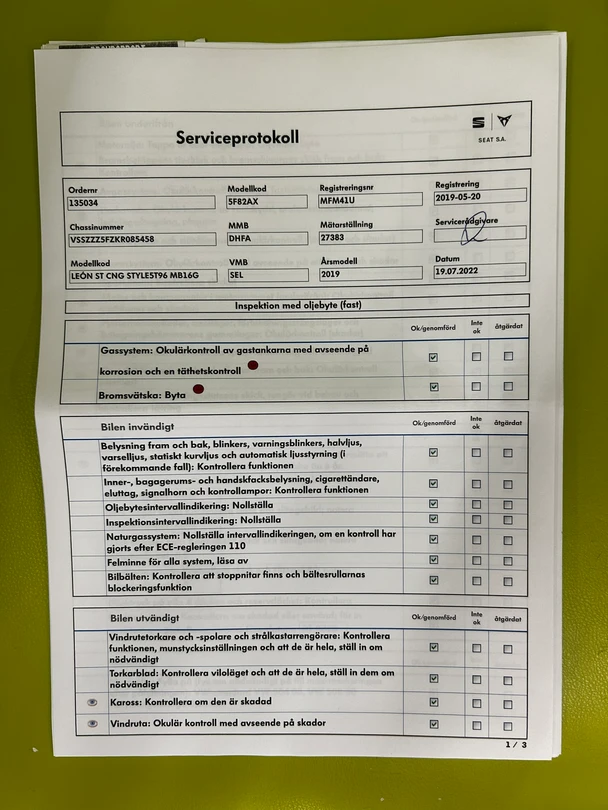 Serviceprotokoll
SEAT S.A.
Ordernr
135034
Modellkod
5F82AX
Registreringsnr
MFM41U
Registrering
2019-05-20
Chassinummer
VSSZZZ5FZKR085458
MMB
DHFA
Mätarställning
27383
Servicerådgivare
Modellkod
LEÓN ST CNG STYLE5T96 MB16G
VMB
SEL
Årsmodell
2019
Datum
19.07.2022
Inspektion med oljebyte (fast)
Ok/genomförd
Inte
ok
åtgärdat
Gassystem: Okulärkontroll av gastankarna med avseende på
korrosion och en täthetskontroll
Bromsvätska: Byta
Bilen invändigt
Ok/genomförd
Inte
ok
åtgärdat
Belysning fram och bak, blinkers, varningsblinkers, halvljus,
varselljus, statiskt kurvljus och automatisk ljusstyrning (i
förekommande fall): Kontrollera funktionen
Inner-, bagagerums- och handskfacksbelysning, cigarettändare,
eluttag, signalhorn och kontrollampor: Kontrollera funktionen
Oljebytesintervallindikering: Nollställa
Inspektionsintervallindikering: Nollställa
Naturgassystem: Nollställa intervallindikeringen, om en kontroll har
gjorts efter ECE-regleringen 110
Felminne för alla system, läsa av
Bilbälten: Kontrollera att stoppnitar finns och bältesrullarnas
blockeringsfunktion
Bilen utvändigt
Ok/genomförd
Inte
ok
åtgärdat
Vindrutetorkare och -spolare och strålkastarrengörare: Kontrollera
funktionen, munstycksinställningen och att de är hela, ställ in om
nödvändigt
Torkarblad: Kontrollera viloläget och att de är hela, ställ in dem om
nödvändigt
Kaross: Kontrollera om den är skadad
Vindruta: Okulär kontroll med avseende på skador
1 / 3